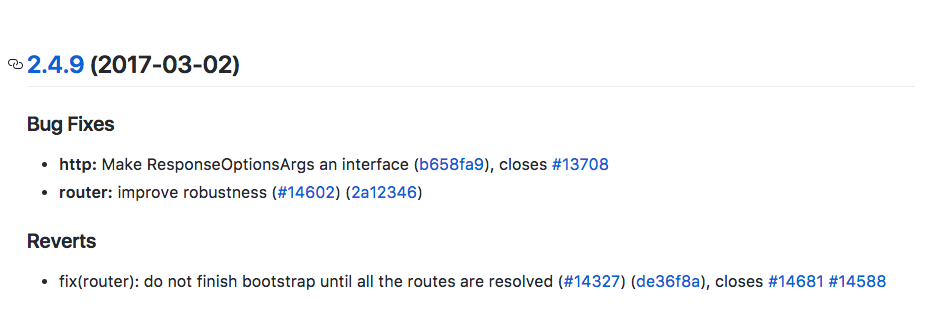 2.4.9 (2017-03-02)
Bug Fixes
• http: Make ResponseOptionsArgs an interface (b658fa9), closes #13708
• router: improve robustness (#14602) (2a12346)
Reverts
• fix(router): do not finish bootstrap until all the routes are resolved (#14327) (de36f8a), closes #14681 #14588